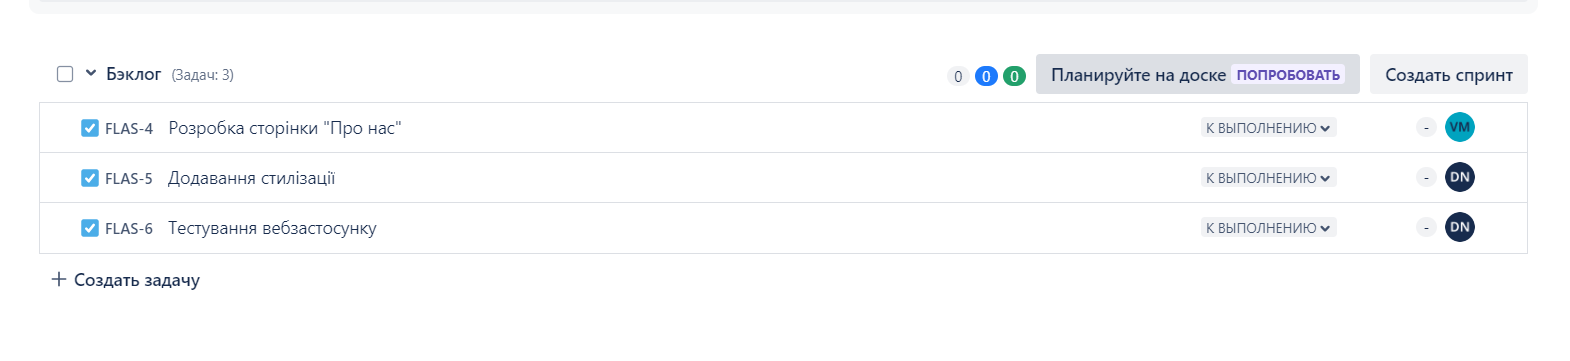 Бэклог (Задач: 3) 0 0 0 Планируйте на доске ПОПРОБОВАТЬ Создать спринт
FLAS-4 Розробка сторінки "Про нас" К ВЫПОЛНЕНИЮ - VM
FLAS-5 Додавання стилізації К ВЫПОЛНЕНИЮ - DN
FLAS-6 Тестування вебзастосунку К ВЫПОЛНЕНИЮ - DN
+ Создать задачу